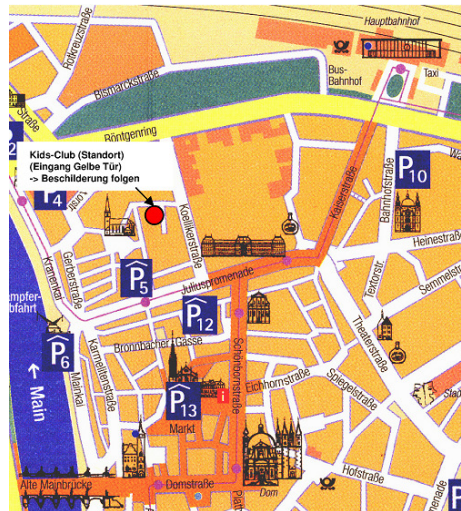 Hauptbahnhof
Rotkreuzstraße
Bus-
Bahnhof
Taxi
Bismarckstraße
Straße
Röntgenring
Kids-Club (Standort)
(Eingang Gelbe Tür)
-> Beschilderung folgen
P10
P4
Koellikerstraße
Kaiserstraße
Bahnhofstraße
Heinestraße
Kranenkai
Gerberstraße
P5
Juliuspromenade
Textorstr.
P12
Bronnbacher Gasse
Theaterstraße
P6
Karmelitenstraße
Schönbornstraße
← Main
Mainkai
Eichhornstraße
Spiegelstraße
P13
i
Markt
Hofstraße
Alte Mainbrücke
Domstraße
Dom
P